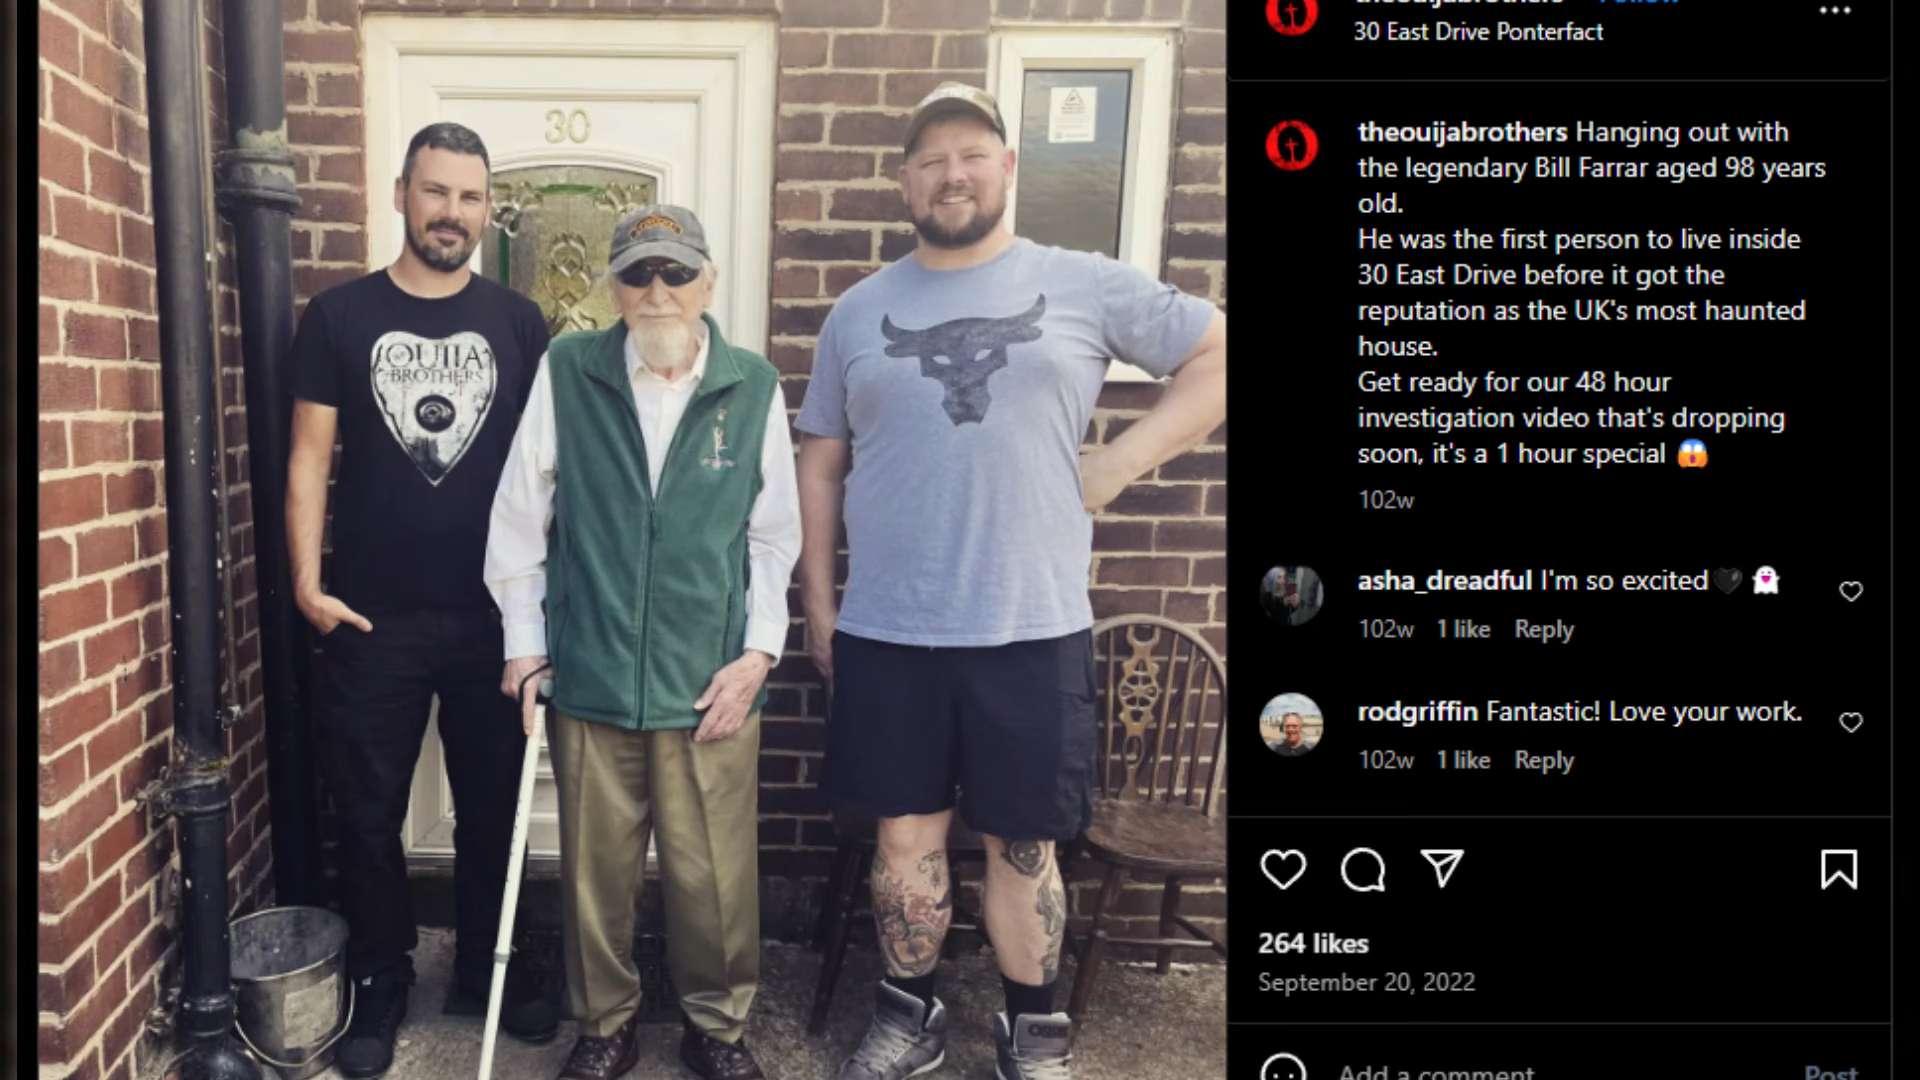 theouijabrothers • Follow
30 East Drive Ponterfact
30
OUIJA
BROTHERS
theouijabrothers Hanging out with
the legendary Bill Farrar aged 98 years
old.
He was the first person to live inside
30 East Drive before it got the
reputation as the UK's most haunted
house.
Get ready for our 48 hour
investigation video that's dropping
soon, it's a 1 hour special 😱
102w
asha_dreadful I'm so excited🖤 👻
102w 1 like Reply
rodgriffin Fantastic! Love your work.
102w 1 like Reply
264 likes
September 20, 2022
Add a comment...
Post